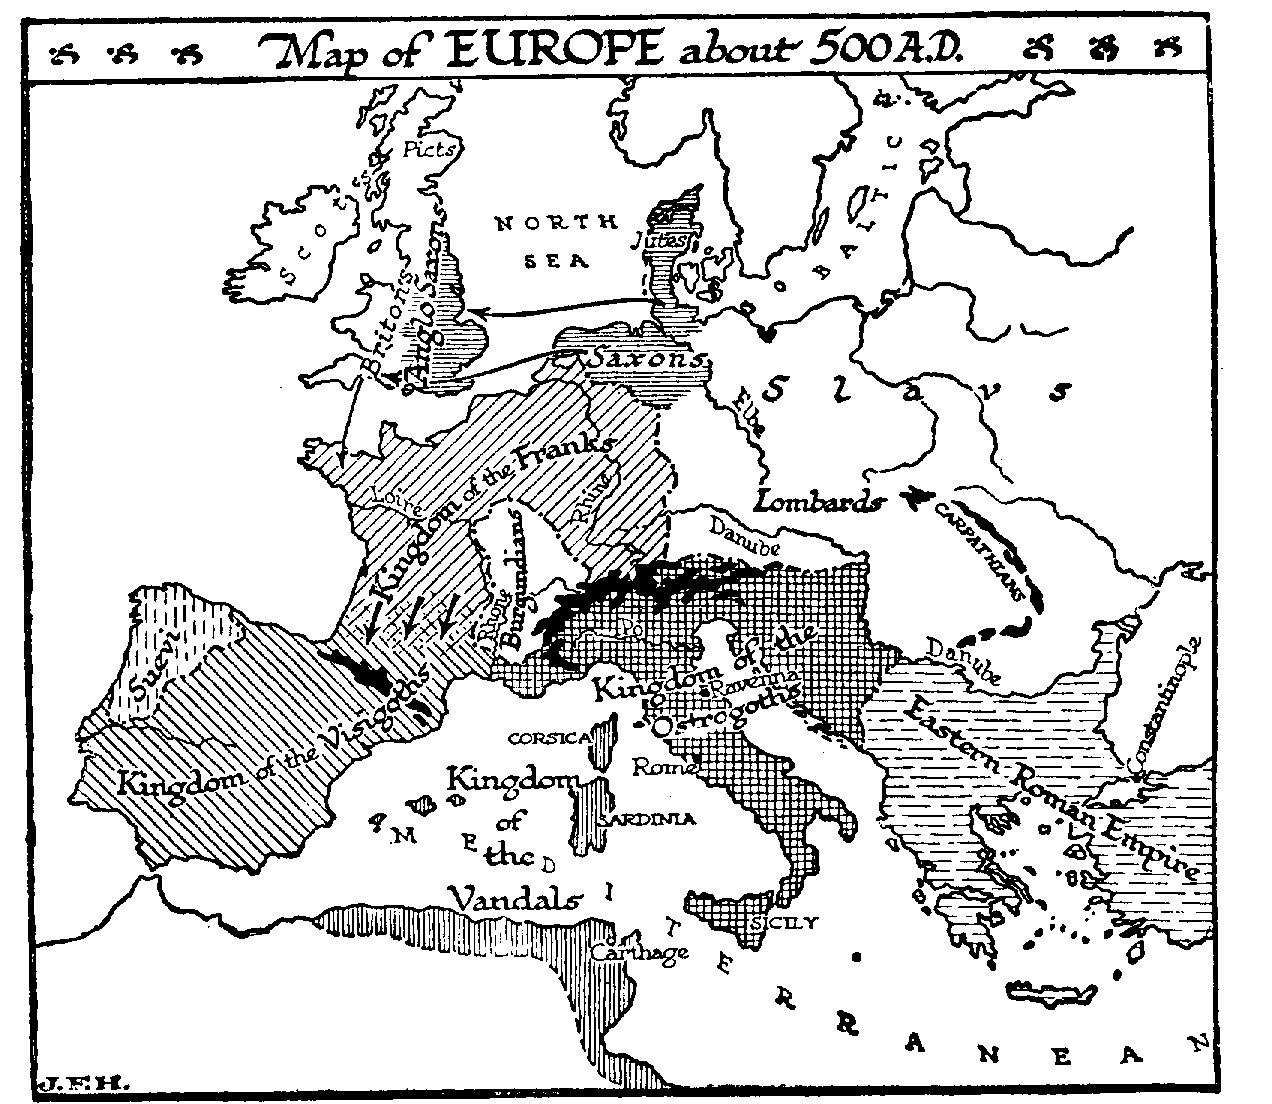 Map of EUROPE about 500 A.D.
Picts
Scots
NORTH
SEA
Jutes
BALTIC
Britons
Anglo Saxons
Saxons
Slavs
Elbe
Kingdom of the Franks
Loire
Rhine
Lombards
CARPATHIANS
Danube
Burgundians
Rhône
Po
Suevi
Kingdom of the Visigoths
Kingdom of the
Ostrogoths
Ravenna
Danube
Constantinople
Eastern Roman Empire
CORSICA
Rome
Kingdom
of
the
Vandals
SARDINIA
SICILY
Carthage
MEDITERRANEAN
J.F.H.